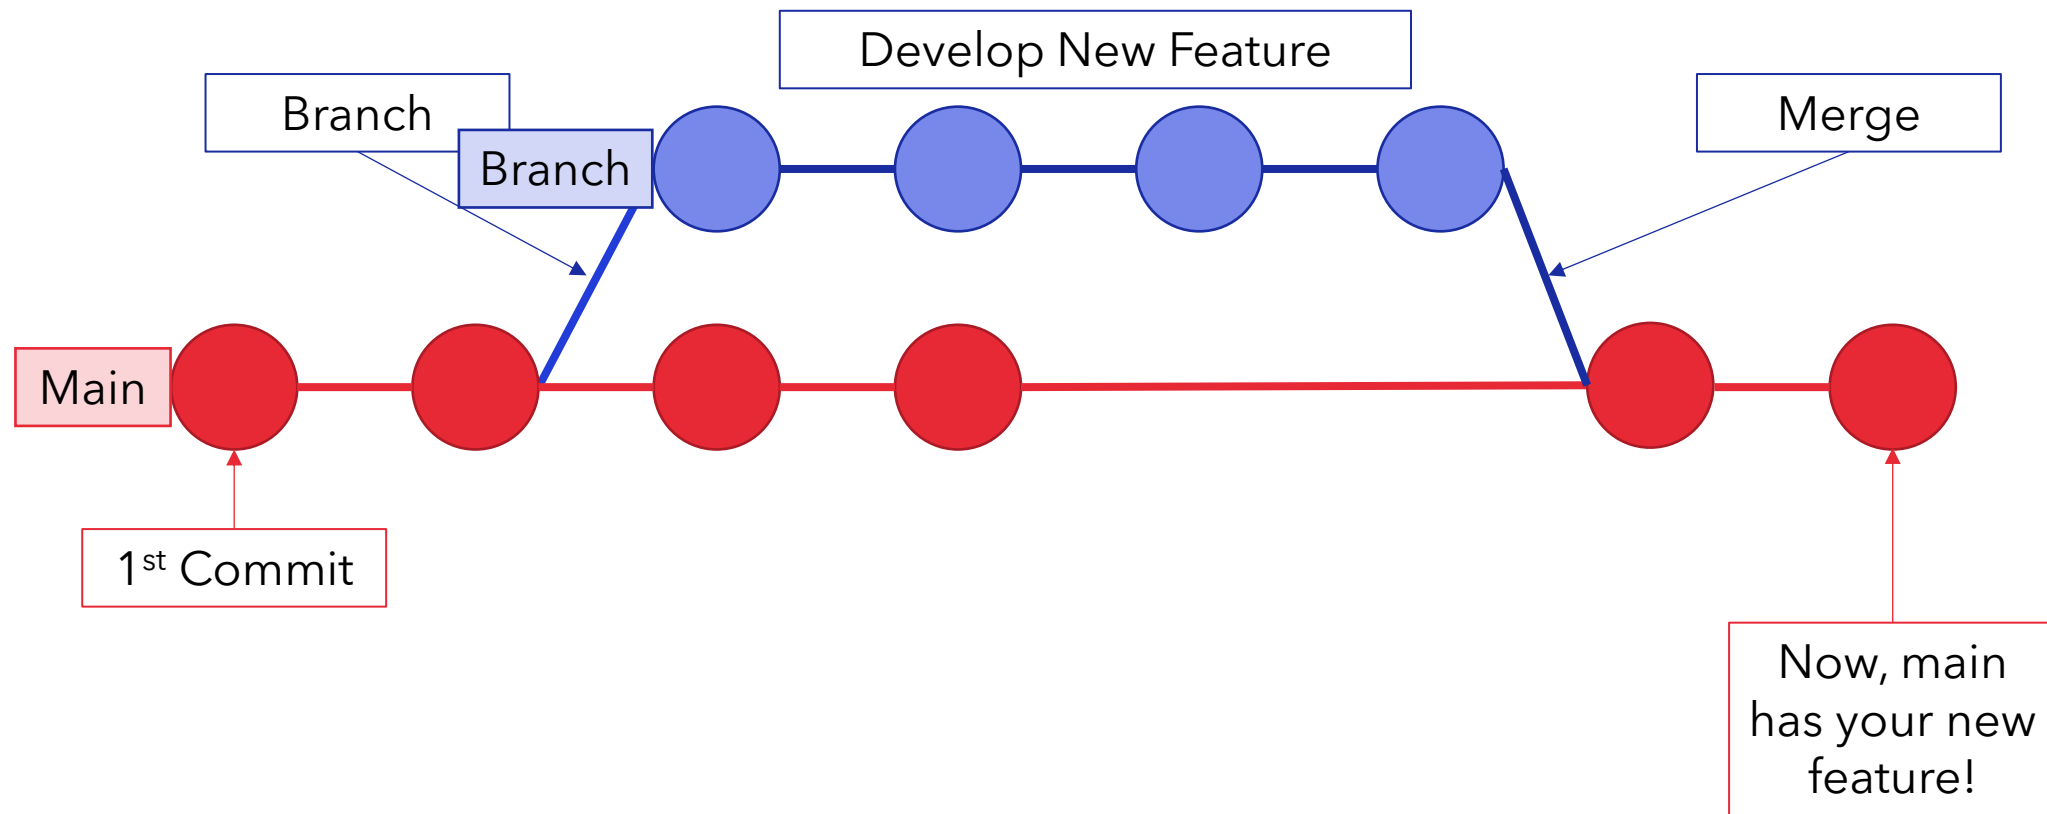 Develop New Feature
Branch
Merge
Branch
Main
1st Commit
Now, main
has your new
feature!